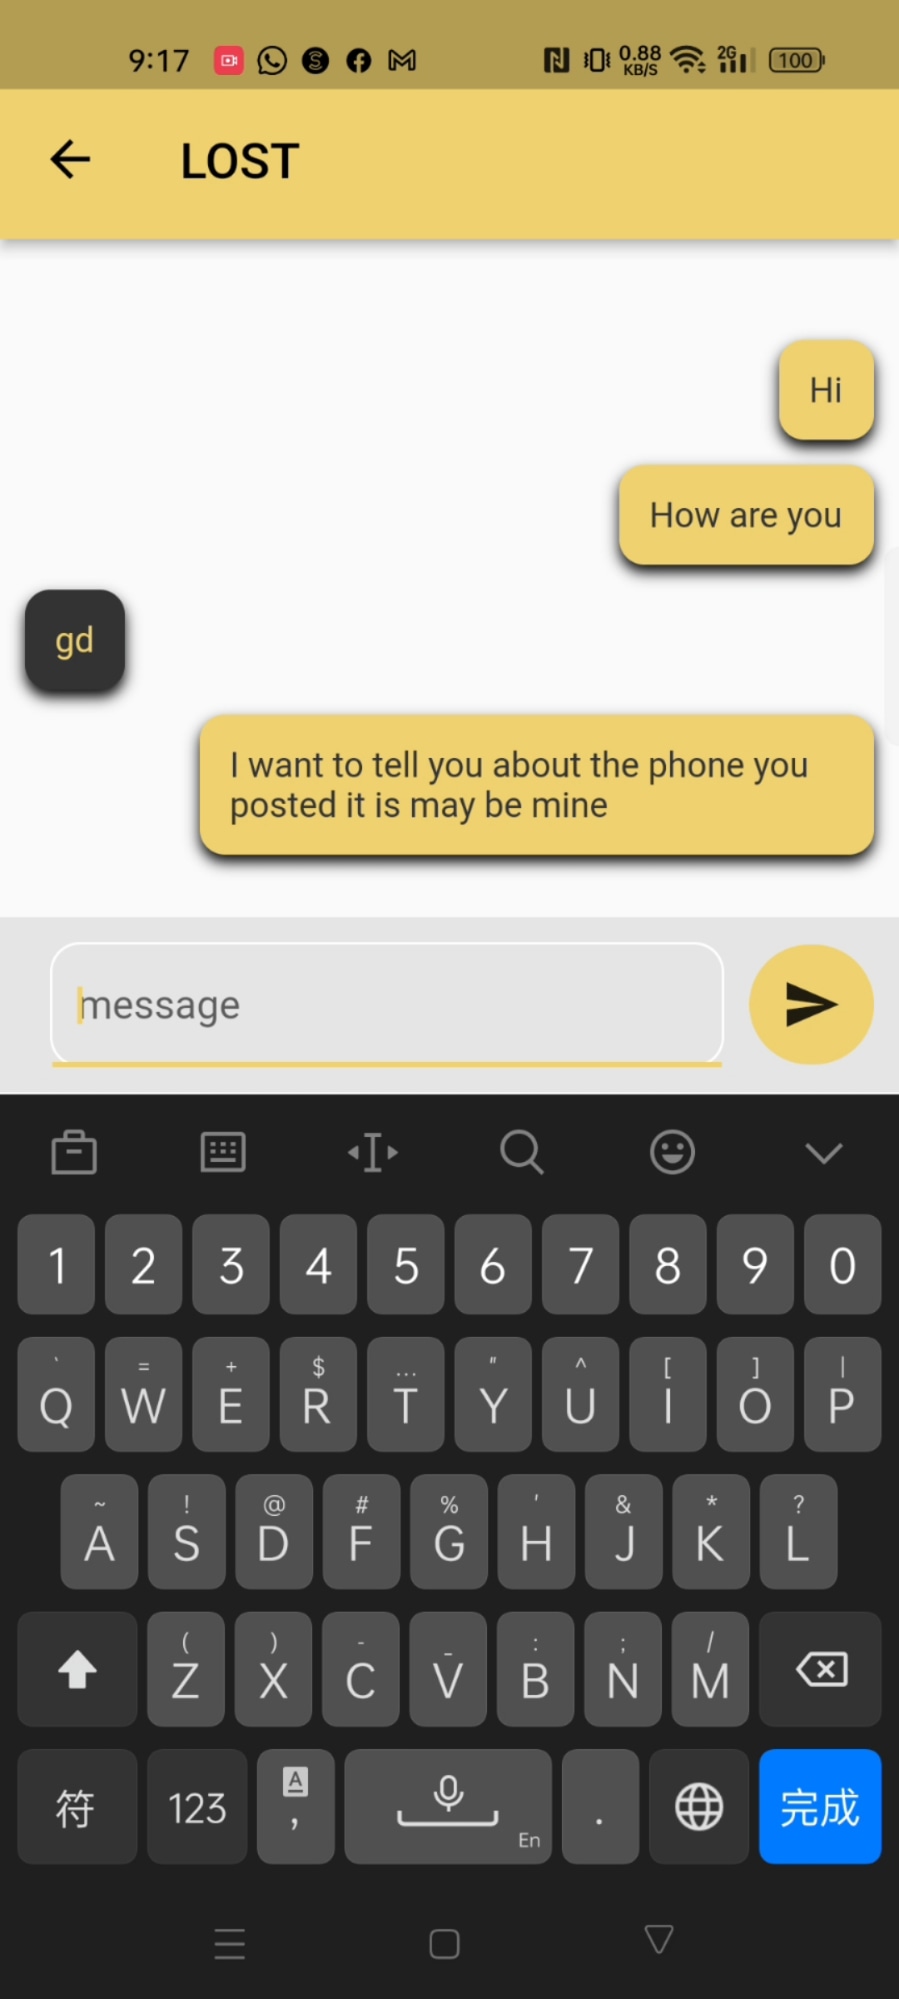 9:17 0.88 KB/S 2G 100
LOST
Hi
How are you
gd
I want to tell you about the phone you
posted it is may be mine
message
1 2 3 4 5 6 7 8 9 0
` = + $ ... " ^ [ ] |
Q W E R T Y U I O P
~ ! @ # % ' & * ?
A S D F G H J K L
( ) - _ : ; /
Z X C V B N M
符 123 A , En . 完成